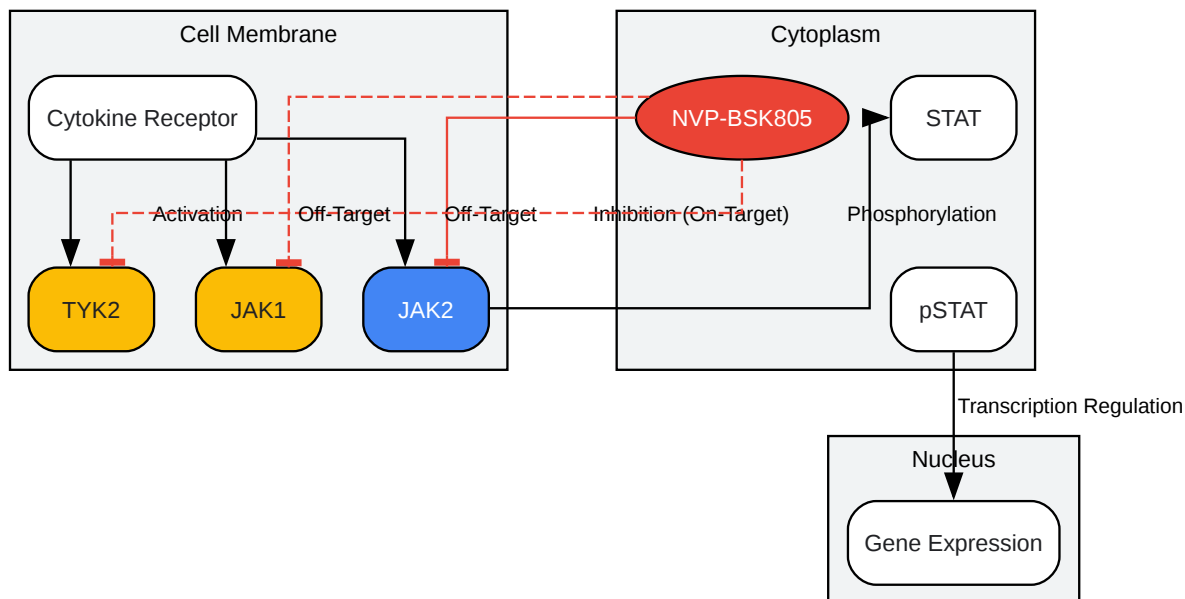 Cell Membrane
Cytoplasm
Cytokine Receptor
NVP-BSK805
STAT
Activation
Off-Target
Off-Target
Inhibition (On-Target)
Phosphorylation
TYK2
JAK1
JAK2
pSTAT
Transcription Regulation
Nucleus
Gene Expression